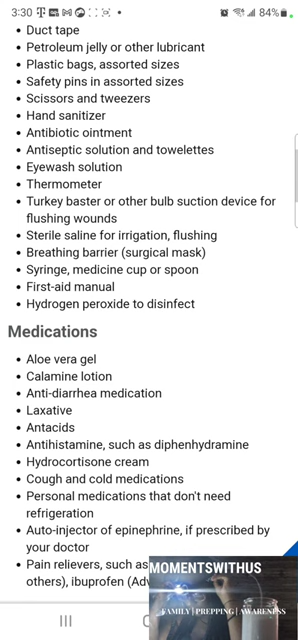 3:30
84%
Duct tape
Petroleum jelly or other lubricant
Plastic bags, assorted sizes
Safety pins in assorted sizes
Scissors and tweezers
Hand sanitizer
Antibiotic ointment
Antiseptic solution and towelettes
Eyewash solution
Thermometer
Turkey baster or other bulb suction device for
flushing wounds
Sterile saline for irrigation, flushing
Breathing barrier (surgical mask)
Syringe, medicine cup or spoon
First-aid manual
Hydrogen peroxide to disinfect
Medications
Aloe vera gel
Calamine lotion
Anti-diarrhea medication
Laxative
Antacids
Antihistamine, such as diphenhydramine
Hydrocortisone cream
Cough and cold medications
Personal medications that don't need
refrigeration
Auto-injector of epinephrine, if prescribed by
your doctor
Pain relievers, such as
others), ibuprofen (Adv
MOMENTSWITHUS
FAMILY | PREPPING | AWARENESS